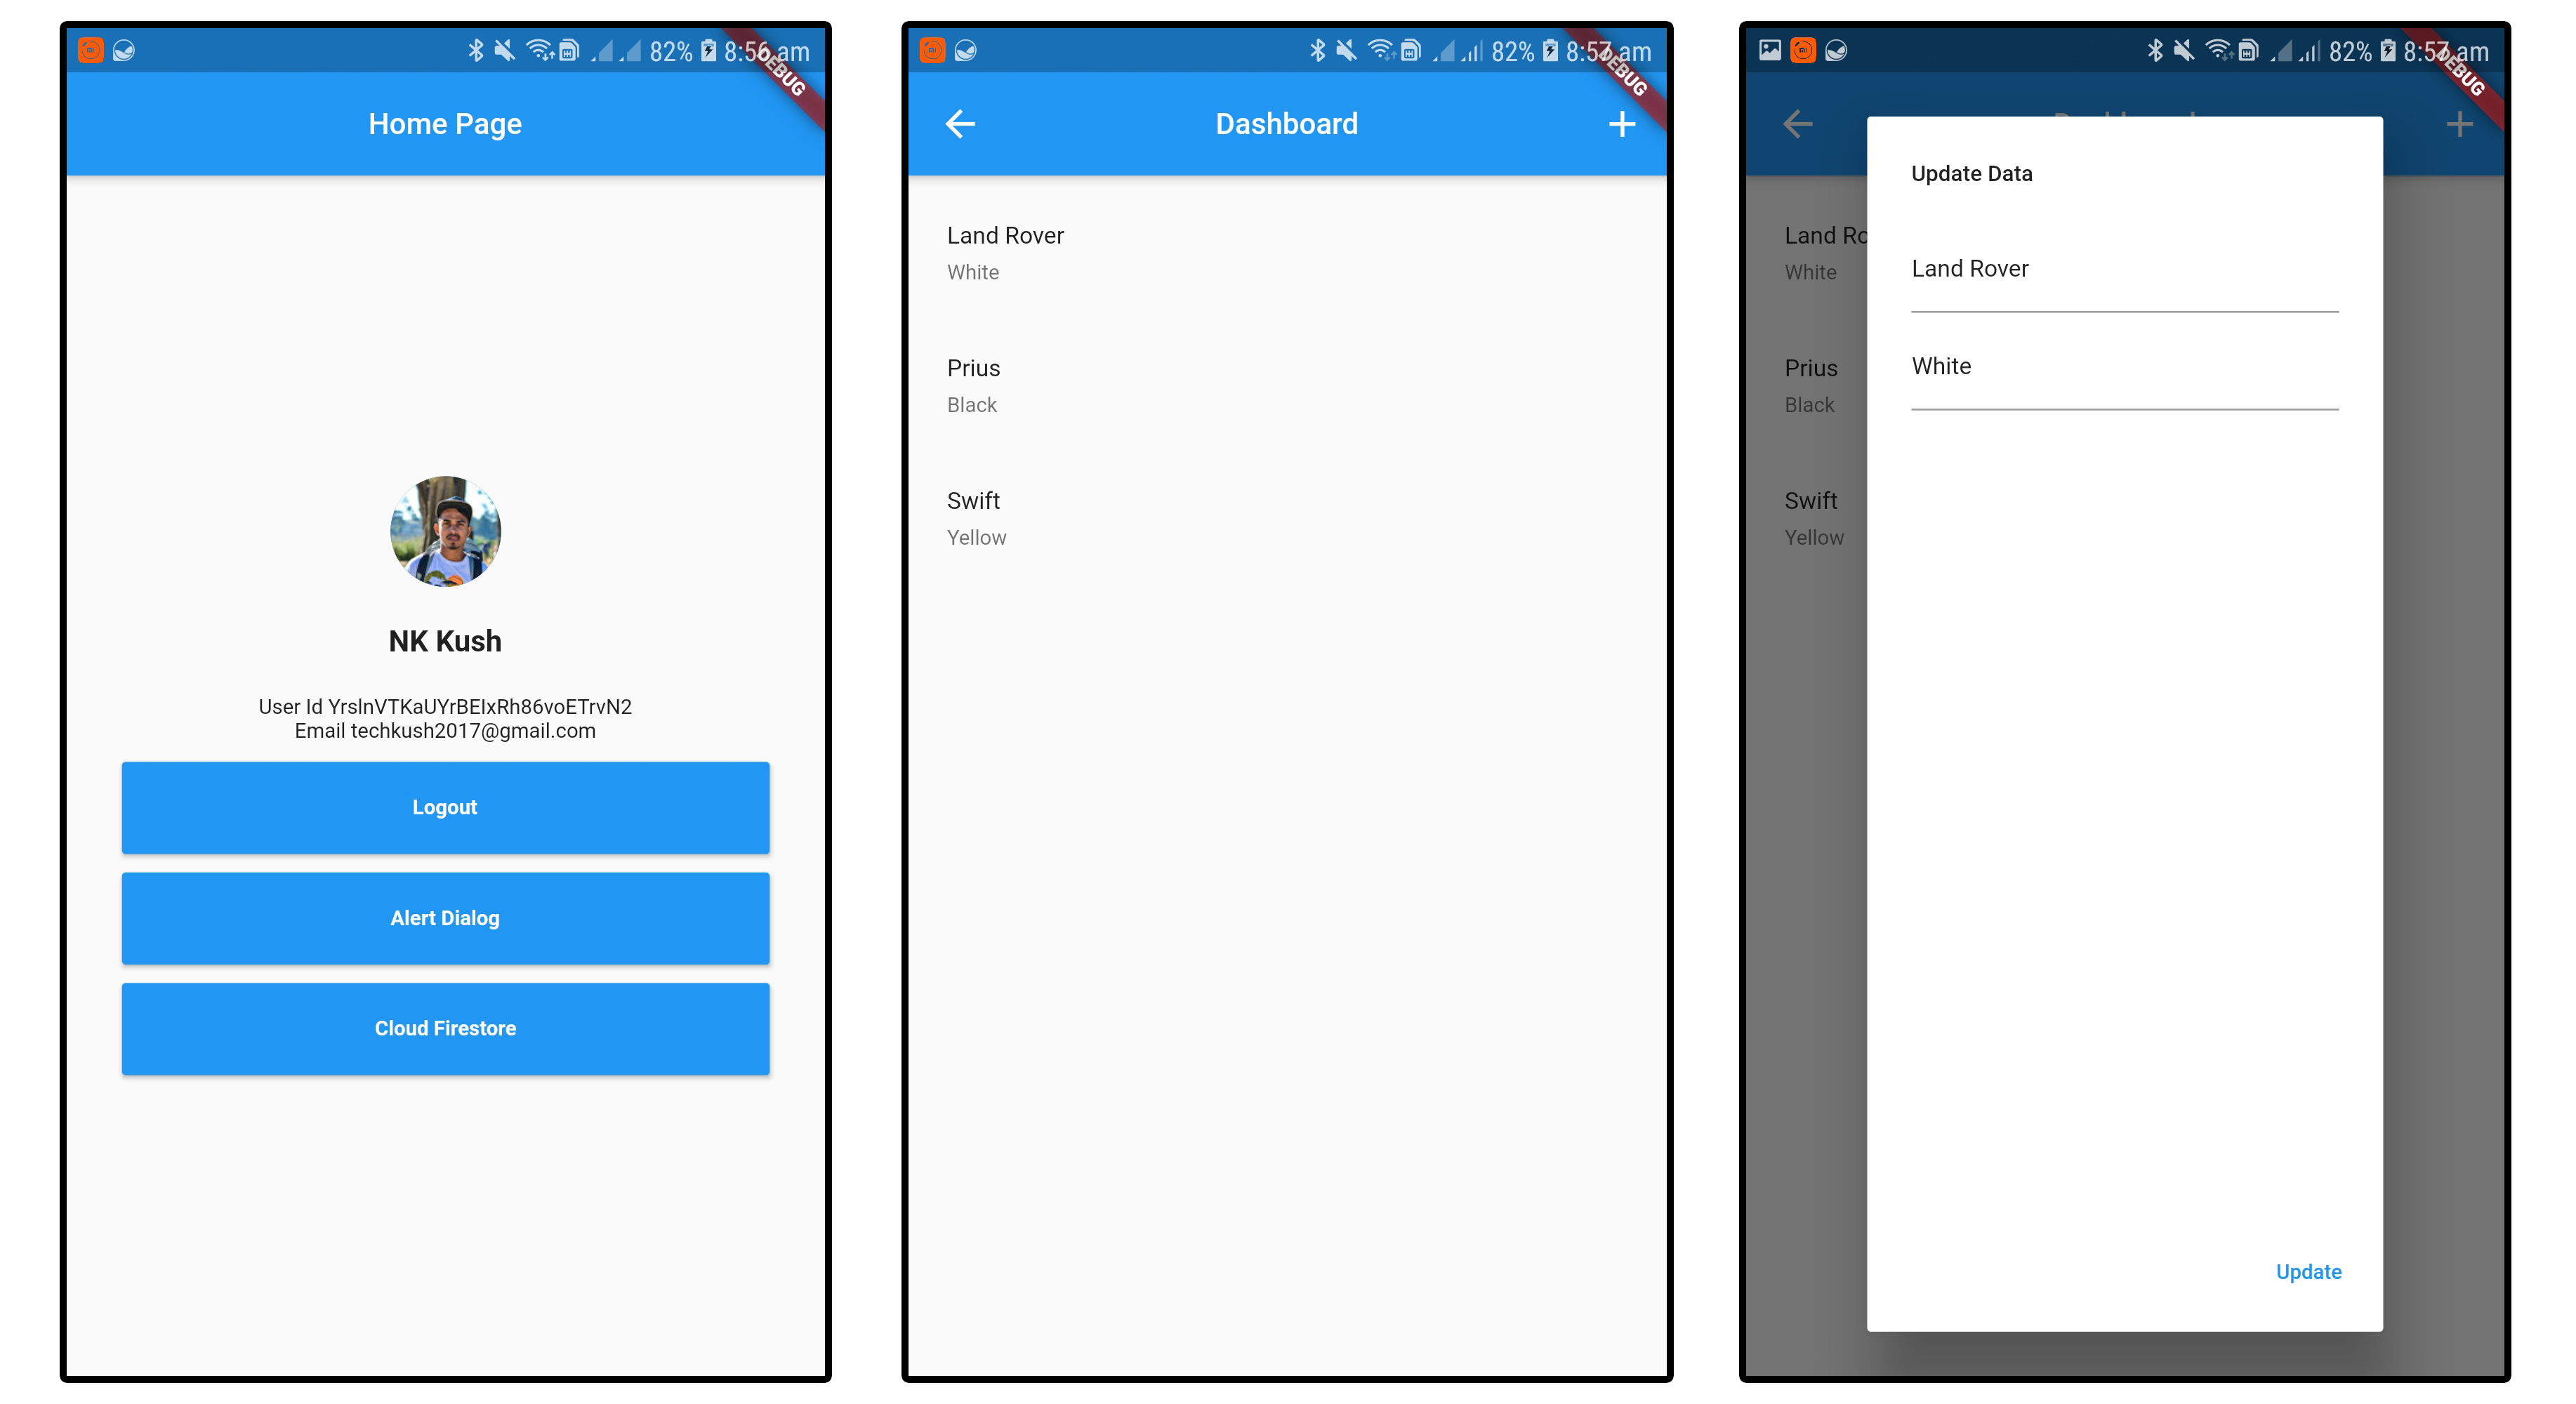 82% 8:56 am
DEBUG
Home Page
NK Kush
User Id YrslnVTKaUYrBEIxRh86voETrvN2
Email techkush2017@gmail.com
Logout
Alert Dialog
Cloud Firestore
82% 8:57 am
DEBUG
Dashboard
Land Rover
White
Prius
Black
Swift
Yellow
82% 8:57 am
DEBUG
Land Ro
White
Prius
Black
Swift
Yellow
Update Data
Land Rover
White
Update